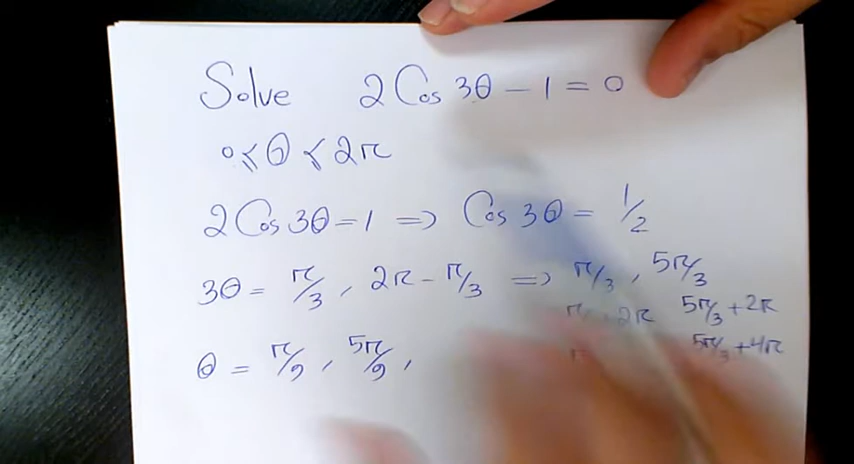 Solve 2Cos 3θ - 1 = 0
0 ≤ θ ≤ 2π
2Cos 3θ = 1 ⇒ Cos 3θ = 1/2
3θ = π/3, 2π - π/3 ⇒ π/3, 5π/3
2π 5π/3 + 2π
5π/3 + 4π
θ = π/9, 5π/9,